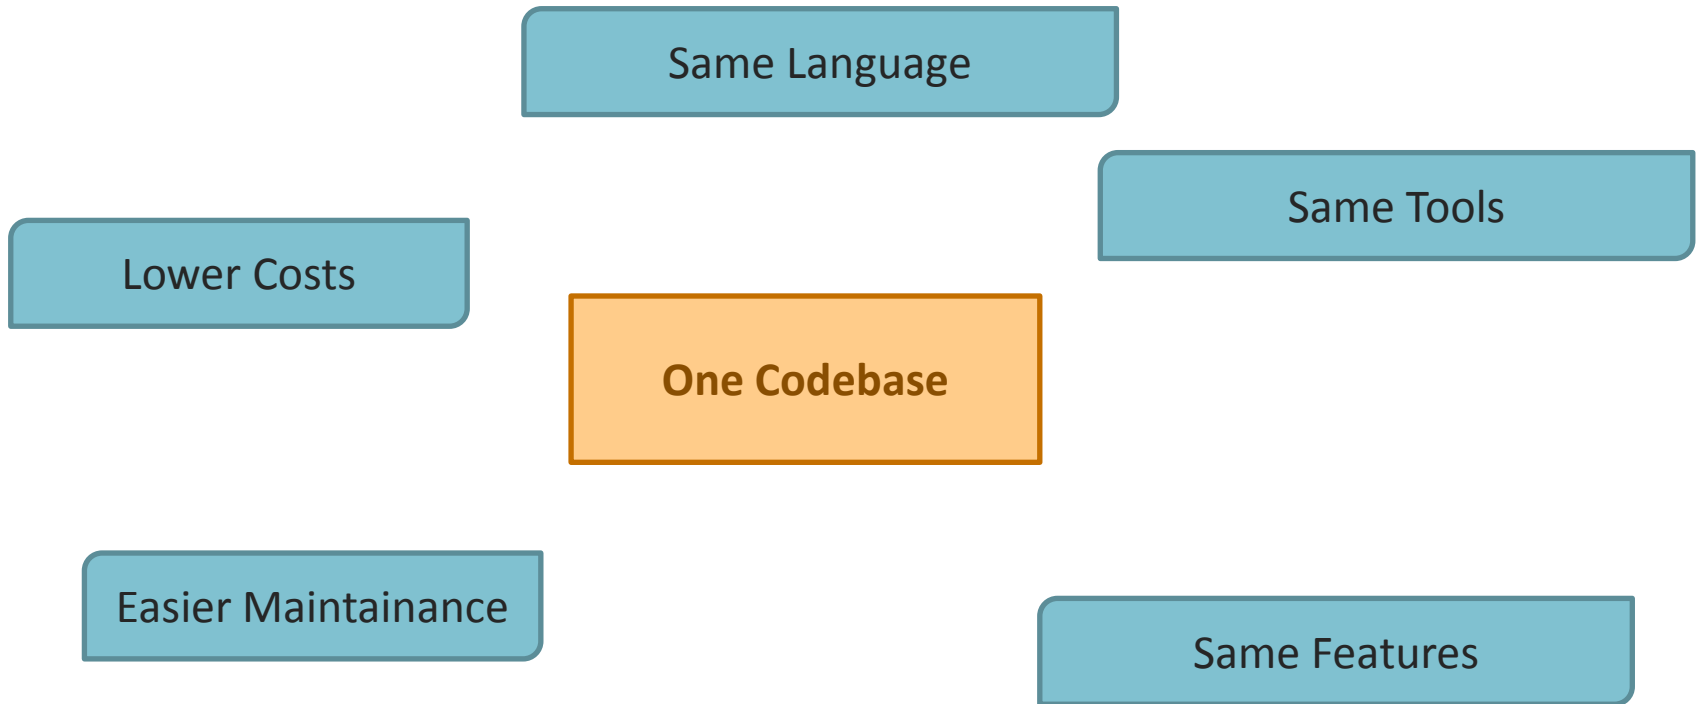 Same Language
Same Tools
Lower Costs
One Codebase
Easier Maintainance
Same Features